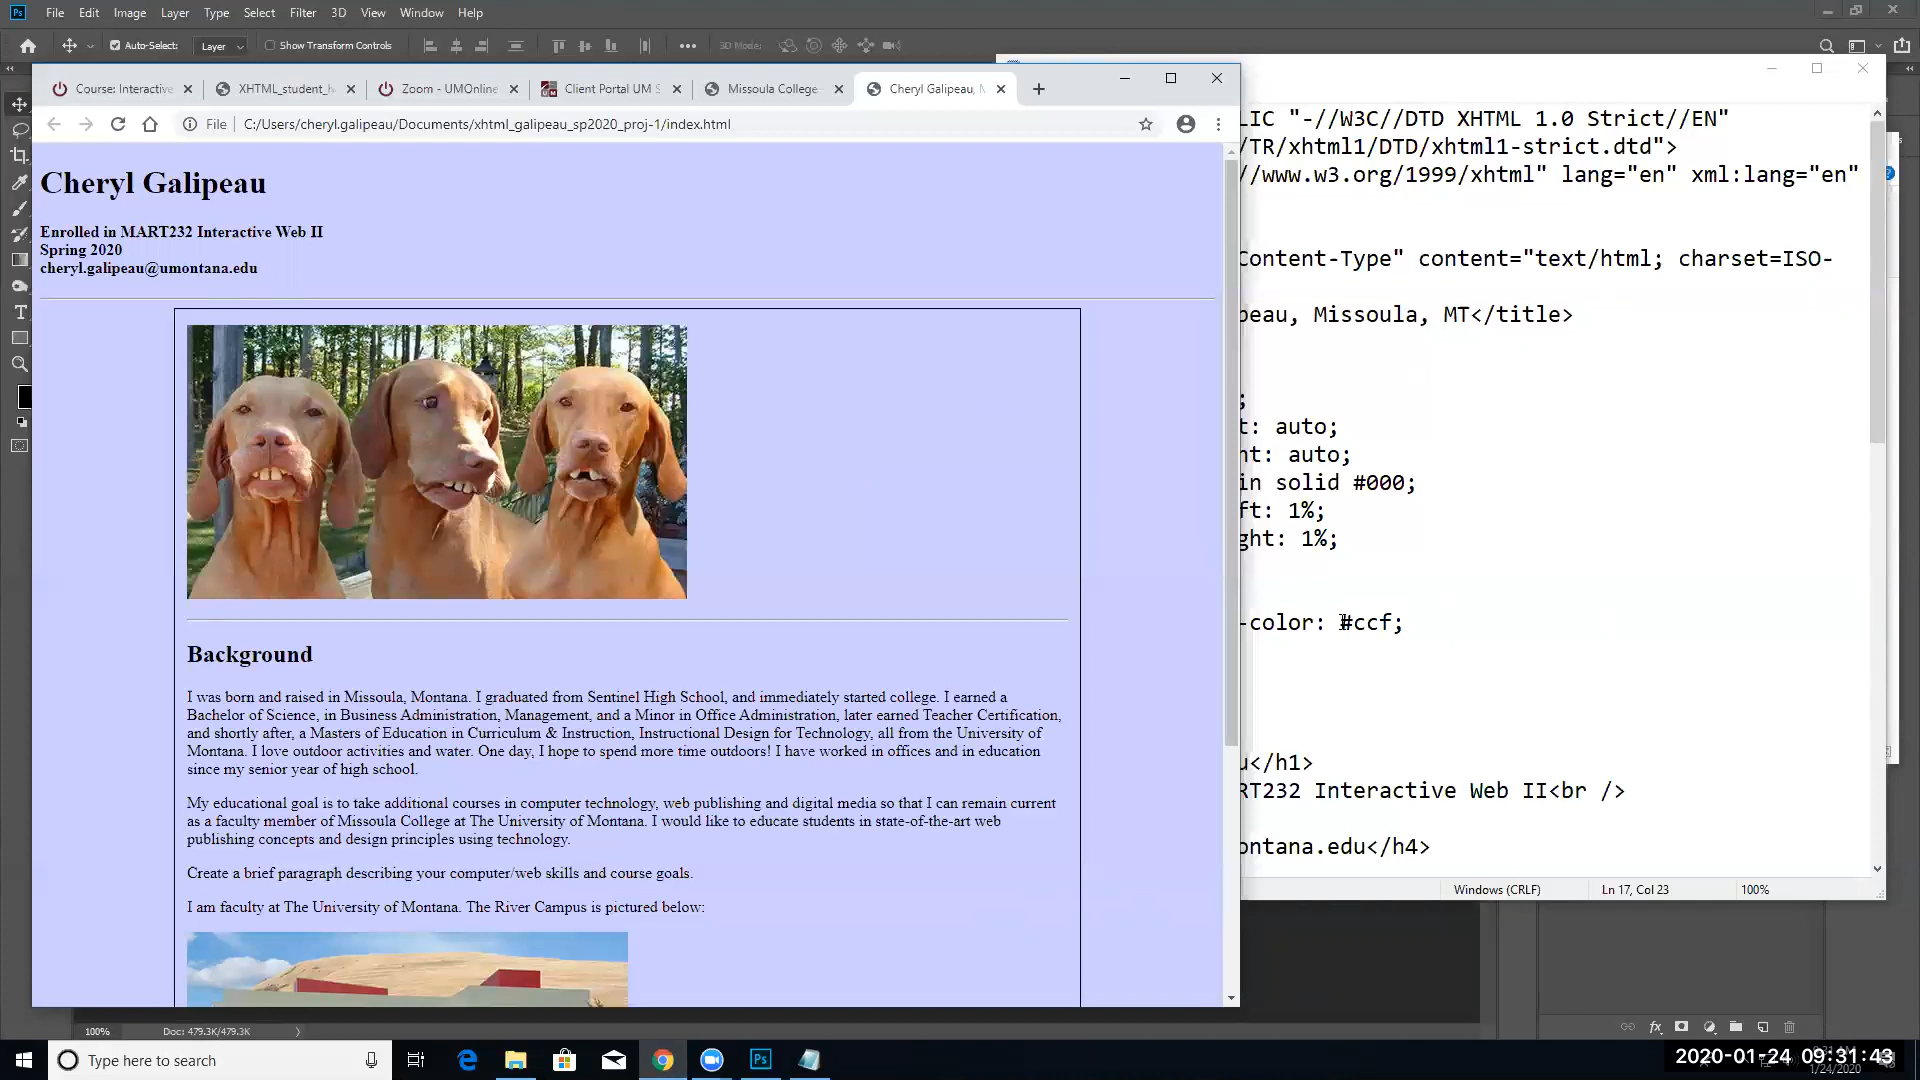 Ps File Edit Image Layer Type Select Filter 3D View Window Help
Auto-Select: Layer Show Transform Controls 3D Mode:
Course: Interactive XHTML_student_h Zoom - UMOnline Client Portal UM S Missoula College Cheryl Galipeau, M
File C:/Users/cheryl.galipeau/Documents/xhtml_galipeau_sp2020_proj-1/index.html
Cheryl Galipeau
Enrolled in MART232 Interactive Web II
Spring 2020
cheryl.galipeau@umontana.edu
Background
I was born and raised in Missoula, Montana. I graduated from Sentinel High School, and immediately started college. I earned a
Bachelor of Science, in Business Administration, Management, and a Minor in Office Administration, later earned Teacher Certification,
and shortly after, a Masters of Education in Curriculum & Instruction, Instructional Design for Technology, all from the University of
Montana. I love outdoor activities and water. One day, I hope to spend more time outdoors! I have worked in offices and in education
since my senior year of high school.
My educational goal is to take additional courses in computer technology, web publishing and digital media so that I can remain current
as a faculty member of Missoula College at The University of Montana. I would like to educate students in state-of-the-art web
publishing concepts and design principles using technology.
Create a brief paragraph describing your computer/web skills and course goals.
I am faculty at The University of Montana. The River Campus is pictured below:
LIC "-//W3C//DTD XHTML 1.0 Strict//EN"
/TR/xhtml1/DTD/xhtml1-strict.dtd">
//www.w3.org/1999/xhtml" lang="en" xml:lang="en"
Content-Type" content="text/html; charset=ISO-
peau, Missoula, MT</title>
;
t: auto;
ht: auto;
in solid #000;
ft: 1%;
ght: 1%;
-color: #ccf;
u</h1>
RT232 Interactive Web II<br />
ontana.edu</h4>
Windows (CRLF) Ln 17, Col 23 100%
100% Doc: 479.3K/479.3K
fx
Type here to search
Ps
2020-01-24 09:31:43
1/24/2020